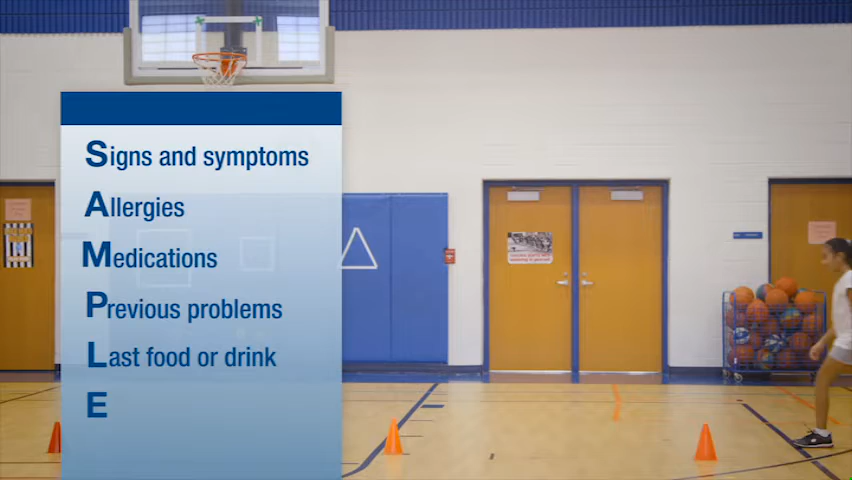 Signs and symptoms
Allergies
Medications
Previous problems
Last food or drink
E